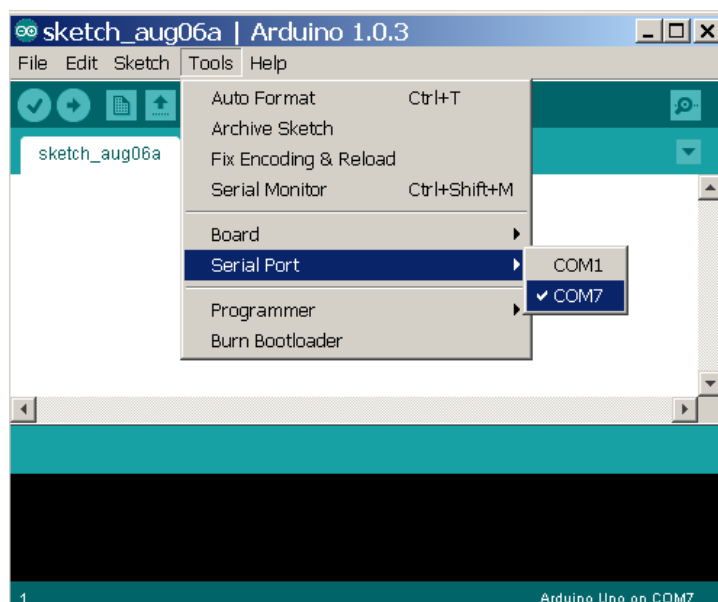 sketch_aug06a | Arduino 1.0.3
File Edit Sketch Tools Help
sketch_aug06a
Auto Format Ctrl+T
Archive Sketch
Fix Encoding & Reload
Serial Monitor Ctrl+Shift+M
Board
Serial Port
COM1
COM7
Programmer
Burn Bootloader
1
Arduino Uno on COM7